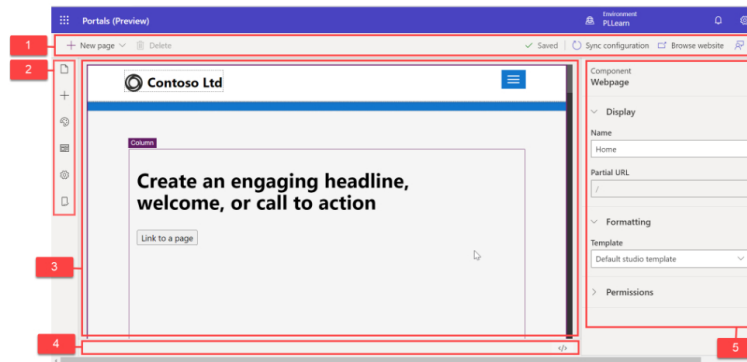 Portals (Preview)
Environment
PLLearn
1
New page
Delete
Saved
Sync configuration
Browse website
2
Contoso Ltd
Column
Create an engaging headline,
welcome, or call to action
Link to a page
3
4
</>
Component
Webpage
Display
Name
Home
Partial URL
/
Formatting
Template
Default studio template
Permissions
5